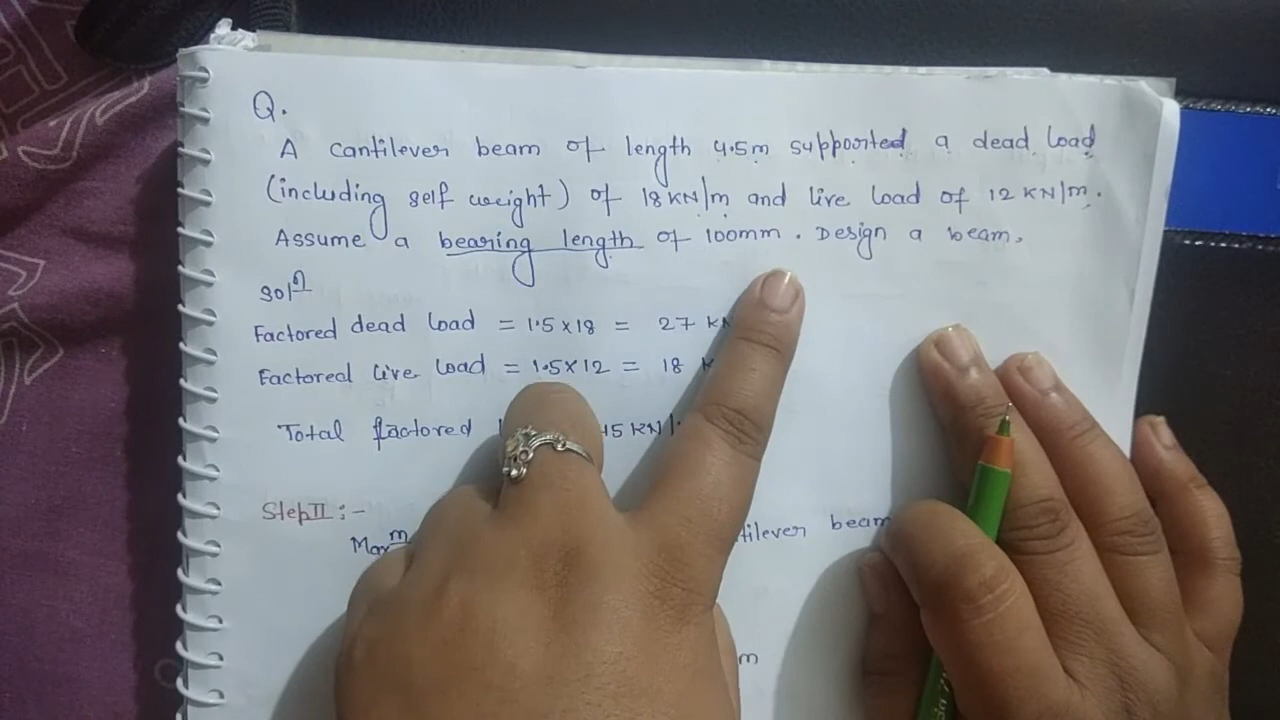 Q.
A cantilever beam of length 4.5m supported a dead load
(including self weight) of 18 KN/m and live load of 12 KN/m.
Assume a bearing length of 100mm. Design a beam.
Solⁿ
Factored dead load = 1.5 x 18 = 27
Factored live load = 1.5 x 12 = 18
Total factored
Step II :-
beam
m